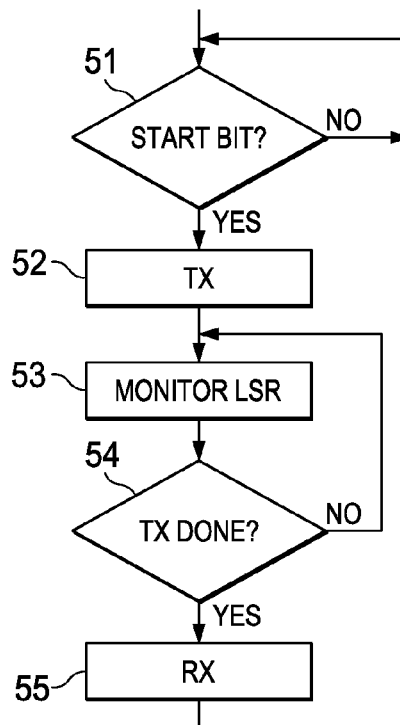 51
START BIT?
NO
YES
52
TX
53
MONITOR LSR
54
TX DONE?
NO
YES
55
RX